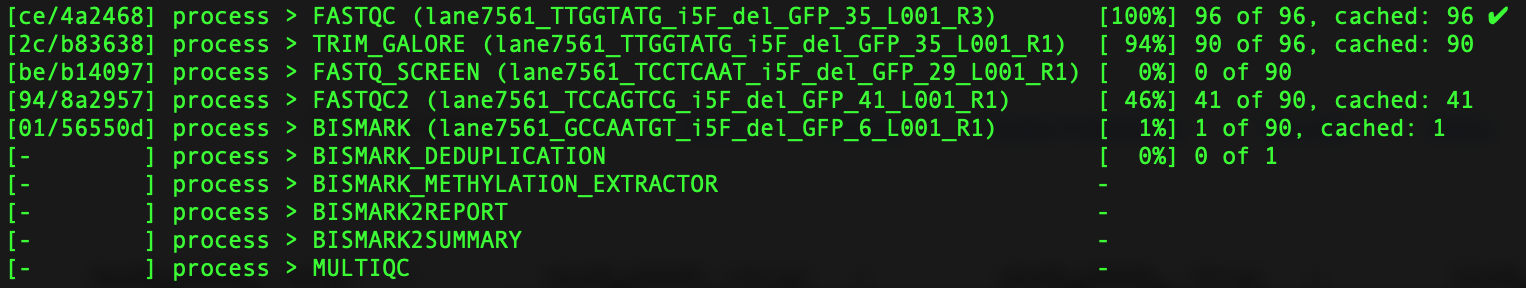 [ce/4a2468] process > FASTQC (lane7561_TTGGTATG_i5F_del_GFP_35_L001_R3)       [100%] 96 of 96, cached: 96 ✔
[2c/b83638] process > TRIM_GALORE (lane7561_TTGGTATG_i5F_del_GFP_35_L001_R1)  [ 94%] 90 of 96, cached: 90
[be/b14097] process > FASTQ_SCREEN (lane7561_TCCTCAAT_i5F_del_GFP_29_L001_R1) [  0%] 0 of 90
[94/8a2957] process > FASTQC2 (lane7561_TCCAGTCG_i5F_del_GFP_41_L001_R1)      [ 46%] 41 of 90, cached: 41
[01/56550d] process > BISMARK (lane7561_GCCAATGT_i5F_del_GFP_6_L001_R1)       [  1%] 1 of 90, cached: 1
[-        ] process > BISMARK_DEDUPLICATION                                   [  0%] 0 of 1
[-        ] process > BISMARK_METHYLATION_EXTRACTOR                           -
[-        ] process > BISMARK2REPORT                                          -
[-        ] process > BISMARK2SUMMARY                                         -
[-        ] process > MULTIQC                                                 -